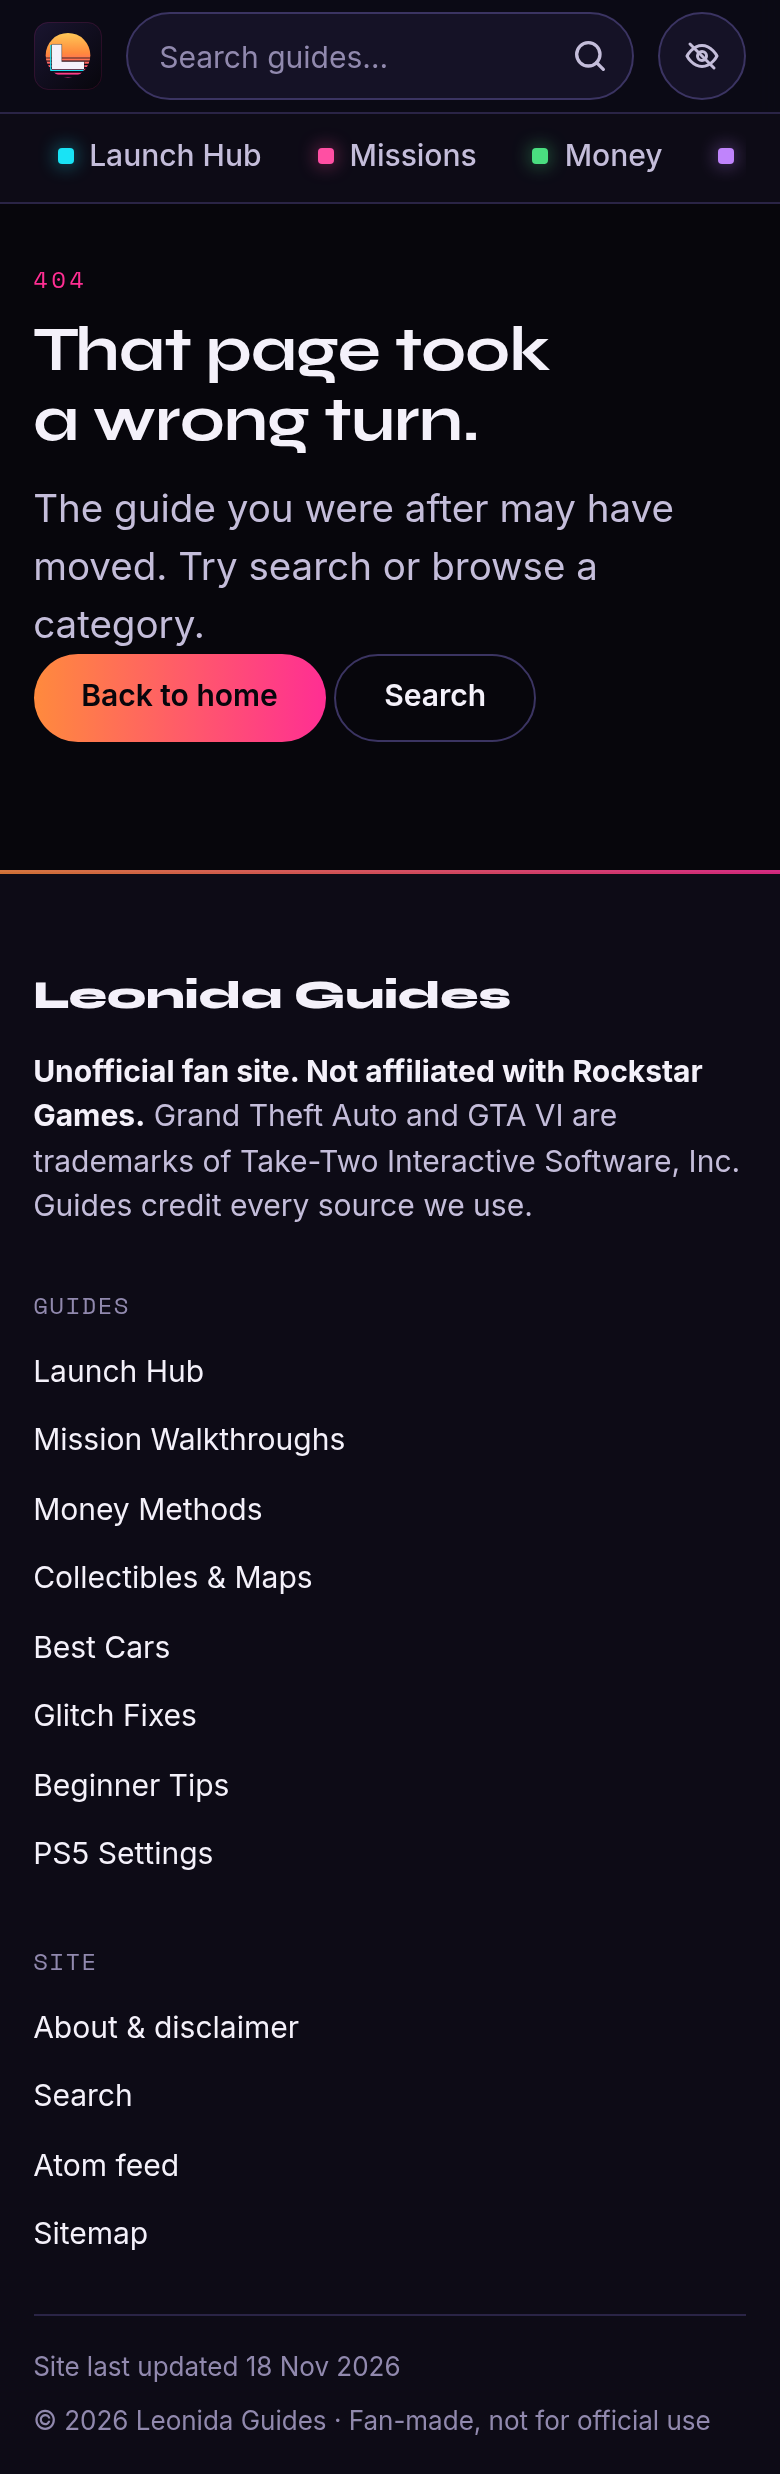 L
Search guides...
Launch Hub
Missions
Money
404
That page took
a wrong turn.
The guide you were after may have
moved. Try search or browse a
category.
Back to home
Search
Leonida Guides
Unofficial fan site. Not affiliated with Rockstar
Games. Grand Theft Auto and GTA VI are
trademarks of Take-Two Interactive Software, Inc.
Guides credit every source we use.
GUIDES
Launch Hub
Mission Walkthroughs
Money Methods
Collectibles & Maps
Best Cars
Glitch Fixes
Beginner Tips
PS5 Settings
SITE
About & disclaimer
Search
Atom feed
Sitemap
Site last updated 18 Nov 2026
© 2026 Leonida Guides · Fan-made, not for official use